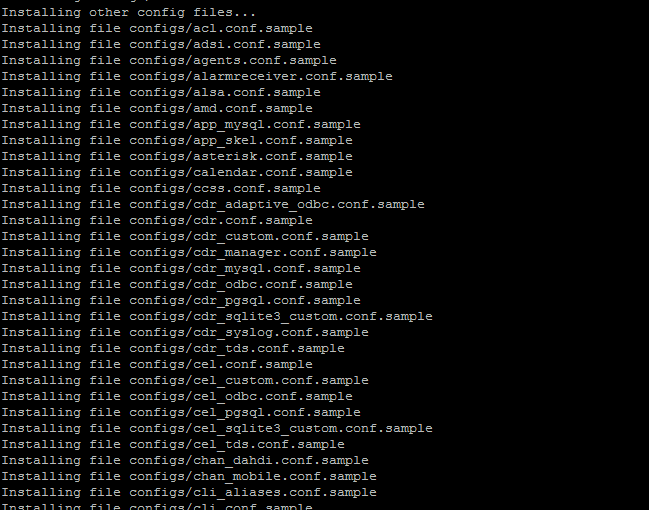 Installing other config files...
Installing file configs/acl.conf.sample
Installing file configs/adsi.conf.sample
Installing file configs/agents.conf.sample
Installing file configs/alarmreceiver.conf.sample
Installing file configs/alsa.conf.sample
Installing file configs/amd.conf.sample
Installing file configs/app_mysql.conf.sample
Installing file configs/app_skel.conf.sample
Installing file configs/asterisk.conf.sample
Installing file configs/calendar.conf.sample
Installing file configs/ccss.conf.sample
Installing file configs/cdr_adaptive_odbc.conf.sample
Installing file configs/cdr.conf.sample
Installing file configs/cdr_custom.conf.sample
Installing file configs/cdr_manager.conf.sample
Installing file configs/cdr_mysql.conf.sample
Installing file configs/cdr_odbc.conf.sample
Installing file configs/cdr_pgsql.conf.sample
Installing file configs/cdr_sqlite3_custom.conf.sample
Installing file configs/cdr_syslog.conf.sample
Installing file configs/cdr_tds.conf.sample
Installing file configs/cel.conf.sample
Installing file configs/cel_custom.conf.sample
Installing file configs/cel_odbc.conf.sample
Installing file configs/cel_pgsql.conf.sample
Installing file configs/cel_sqlite3_custom.conf.sample
Installing file configs/cel_tds.conf.sample
Installing file configs/chan_dahdi.conf.sample
Installing file configs/chan_mobile.conf.sample
Installing file configs/cli_aliases.conf.sample
Installing file configs/cli.conf.sample